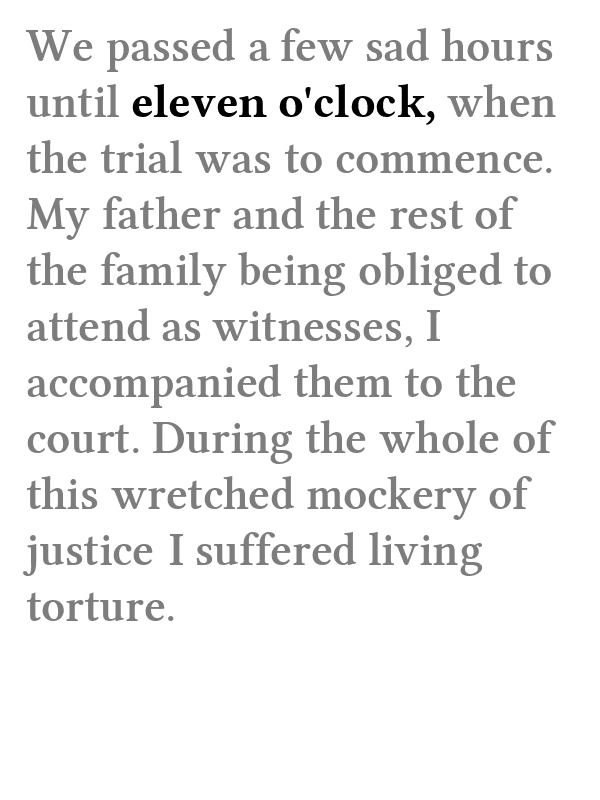 We passed a few sad hours
until eleven o'clock, when
the trial was to commence.
My father and the rest of
the family being obliged to
attend as witnesses, I
accompanied them to the
court. During the whole of
this wretched mockery of
justice I suffered living
torture.